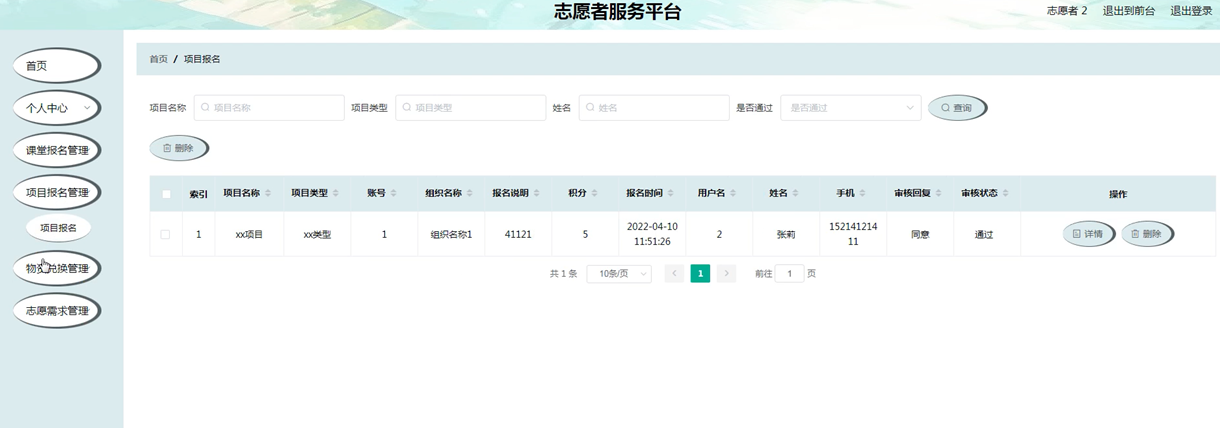 志愿者服务平台
志愿者 2 退出到前台 退出登录
首页
个人中心
课堂报名管理
项目报名管理
项目报名
物资兑换管理
志愿需求管理
首页 / 项目报名
项目名称 项目名称 项目类型 项目类型 姓名 姓名 是否通过 是否通过 查询
删除
索引 项目名称 项目类型 账号 组织名称 报名说明 积分 报名时间 用户名 姓名 手机 审核回复 审核状态 操作
1 xx项目 xx类型 1 组织名称1 41121 5 2022-04-10 11:51:26 2 张莉 15214121411 同意 通过 详情 删除
共 1 条 10条/页 1 前往 1 页